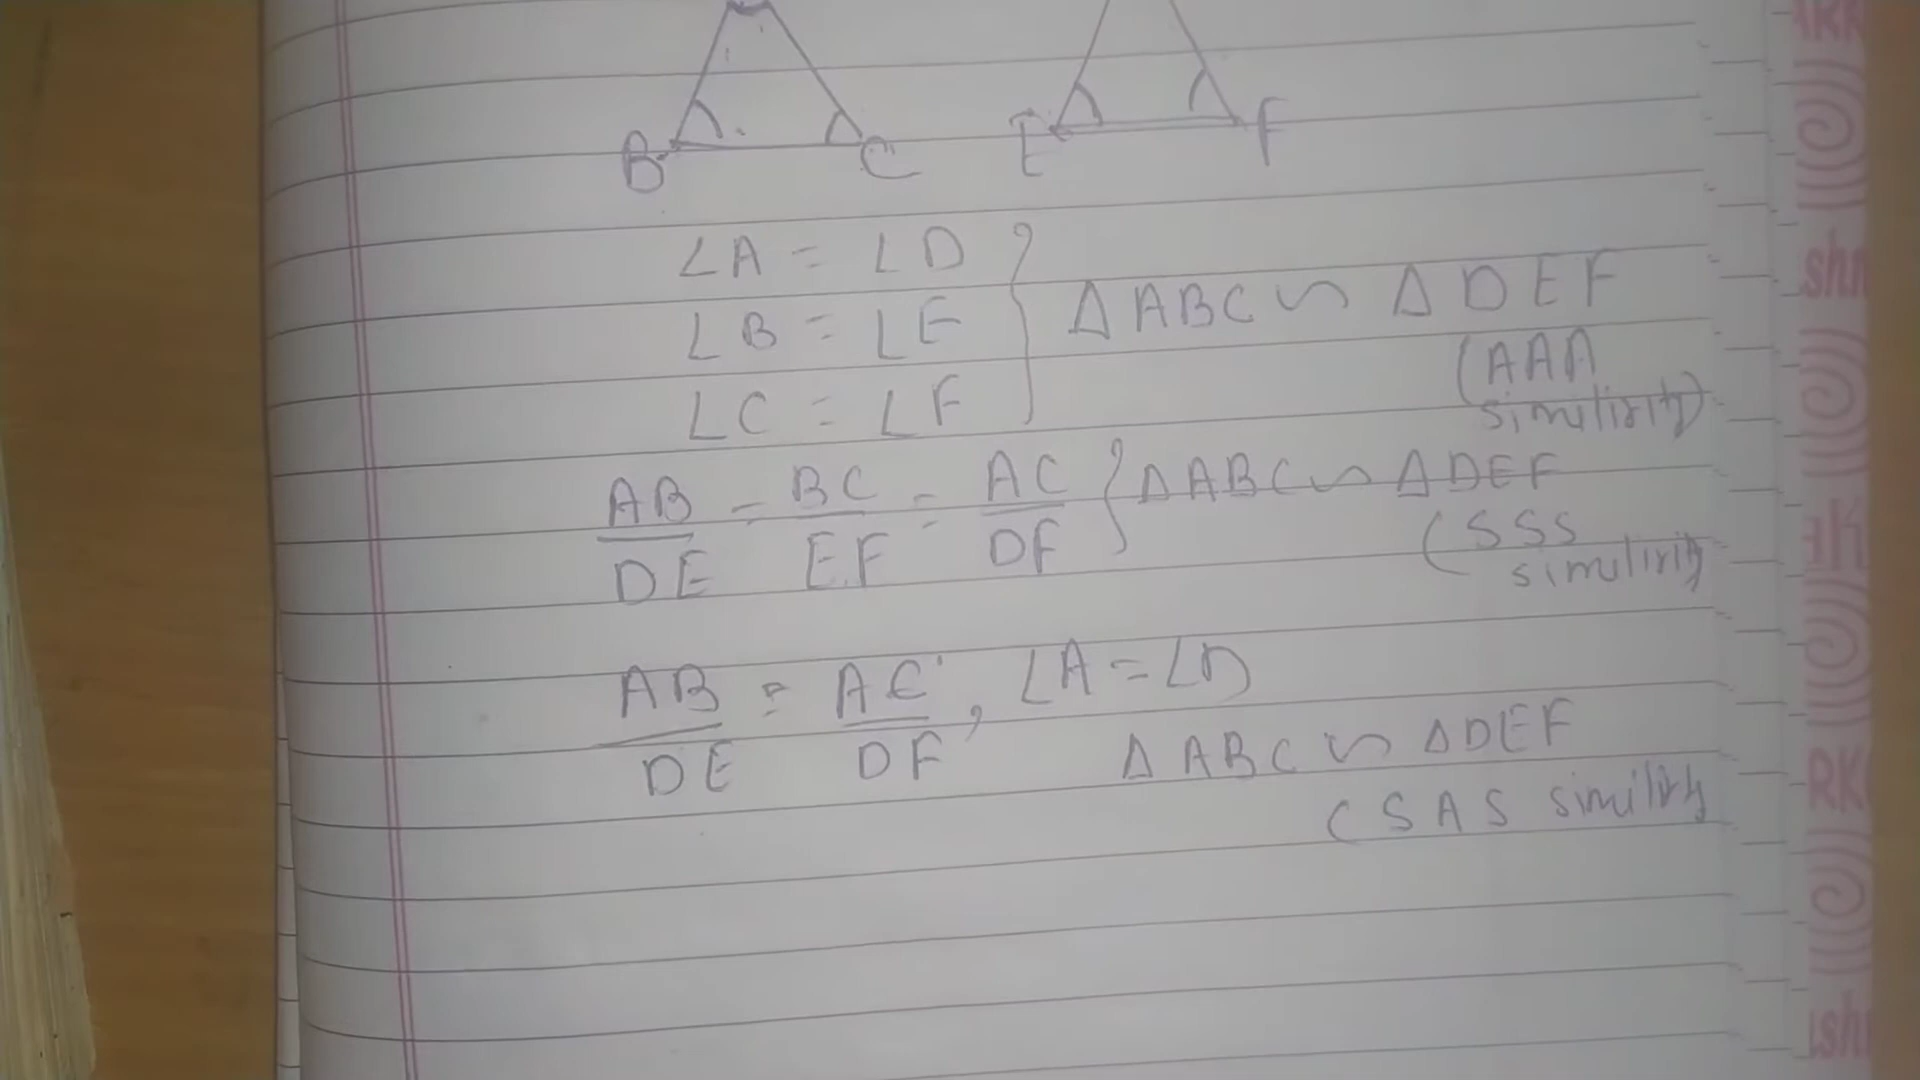 B C E F
∠A = ∠D
∠B = ∠E
∠C = ∠F
} ΔABC ∽ ΔDEF
(AAA
similirity)
AB/DE = BC/EF = AC/DF } ΔABC ∽ ΔDEF
(SSS
similirity
AB/DE = AC/DF, ∠A = ∠D
ΔABC ∽ ΔDEF
(SAS similirity